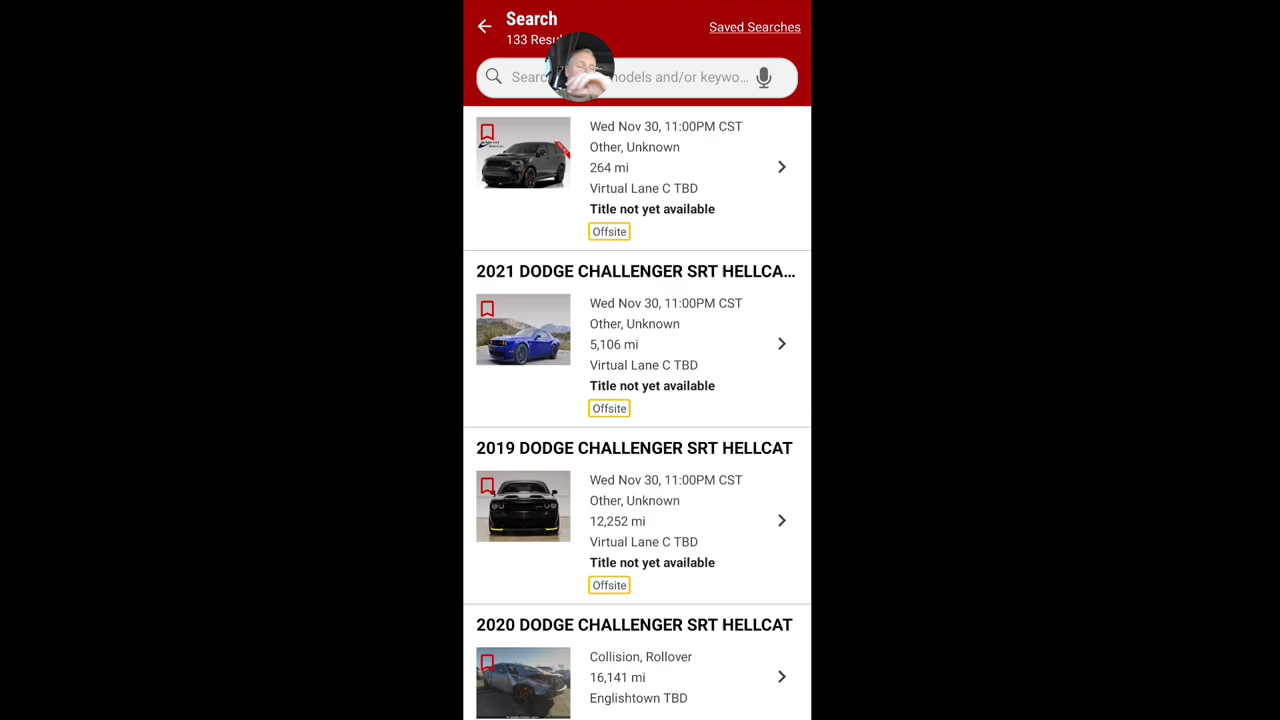 Search
133 Resu
Saved Searches
Searc models and/or keywo...
Wed Nov 30, 11:00PM CST
Other, Unknown
264 mi
Virtual Lane C TBD
Title not yet available
Offsite
2021 DODGE CHALLENGER SRT HELLCA...
Wed Nov 30, 11:00PM CST
Other, Unknown
5,106 mi
Virtual Lane C TBD
Title not yet available
Offsite
2019 DODGE CHALLENGER SRT HELLCAT
Wed Nov 30, 11:00PM CST
Other, Unknown
12,252 mi
Virtual Lane C TBD
Title not yet available
Offsite
2020 DODGE CHALLENGER SRT HELLCAT
Collision, Rollover
16,141 mi
Englishtown TBD